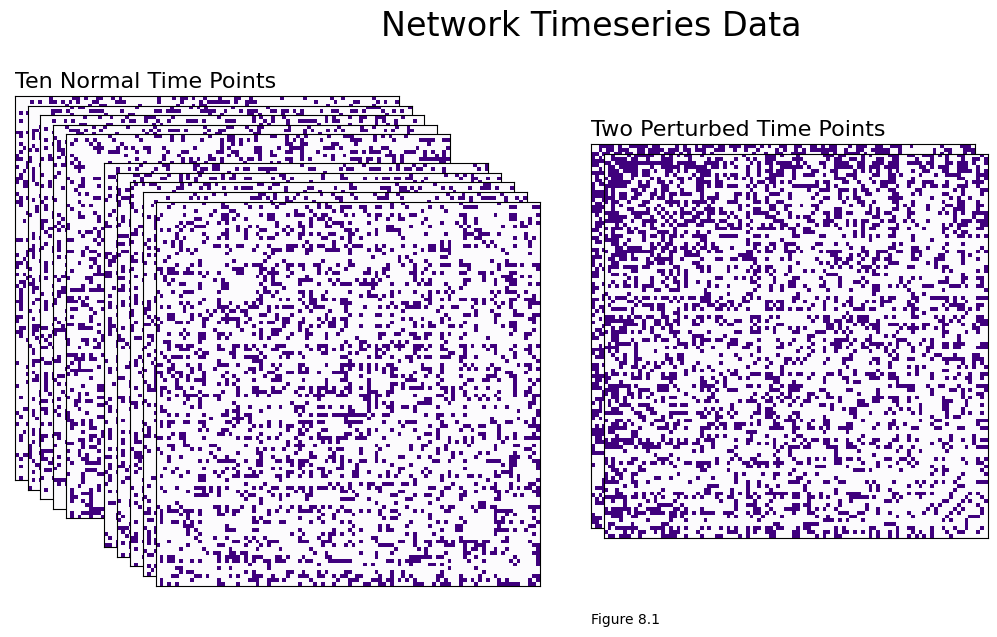 Network Timeseries Data
Ten Normal Time Points
Two Perturbed Time Points
Figure 8.1